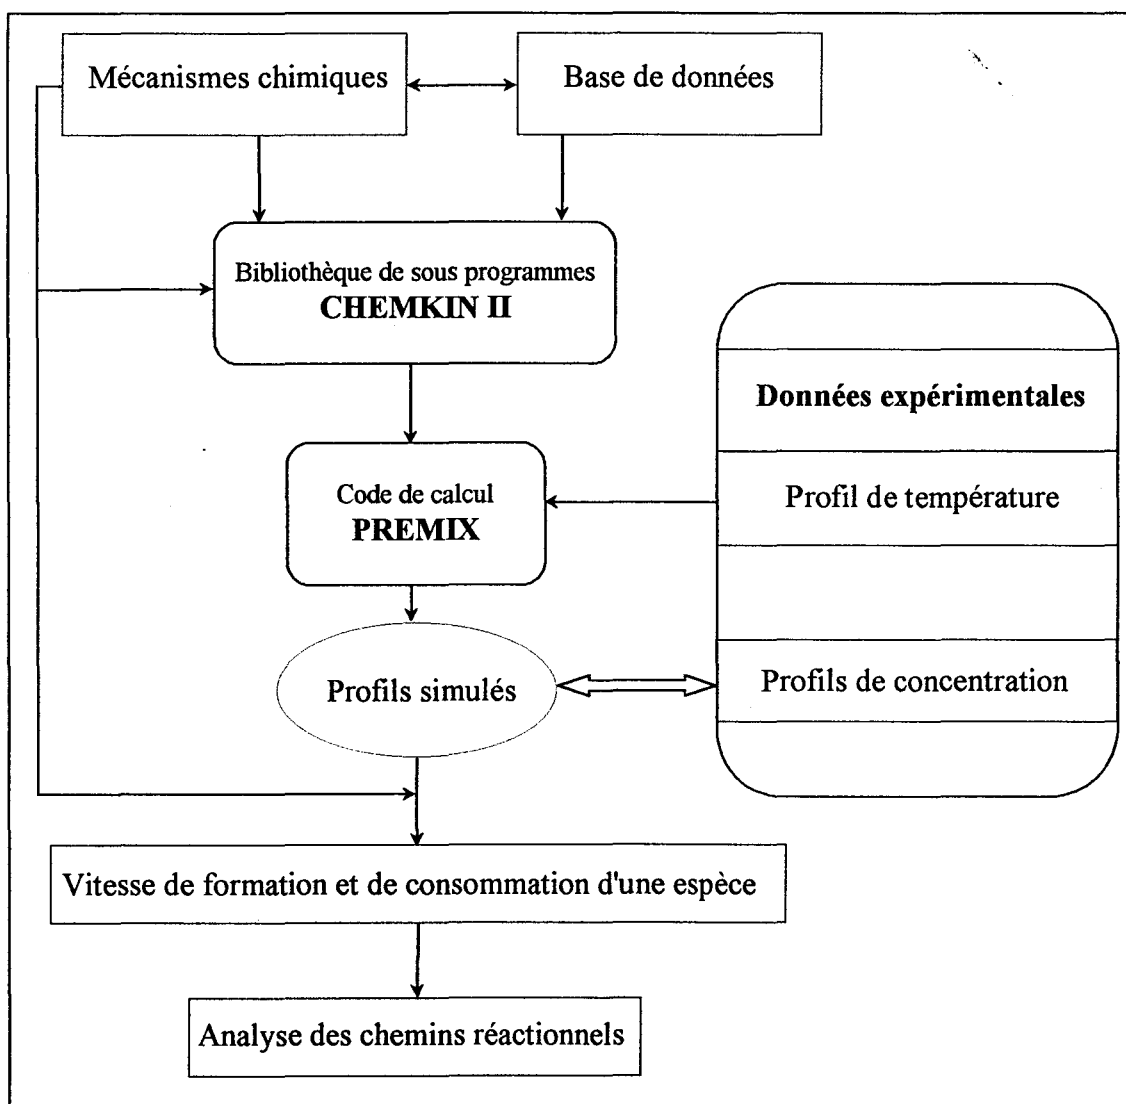 Mécanismes chimiques
Base de données
Bibliothèque de sous programmes
CHEMKIN II
Données expérimentales
Code de calcul
PREMIX
Profil de température
Profils simulés
Profils de concentration
Vitesse de formation et de consommation d'une espèce
Analyse des chemins réactionnels